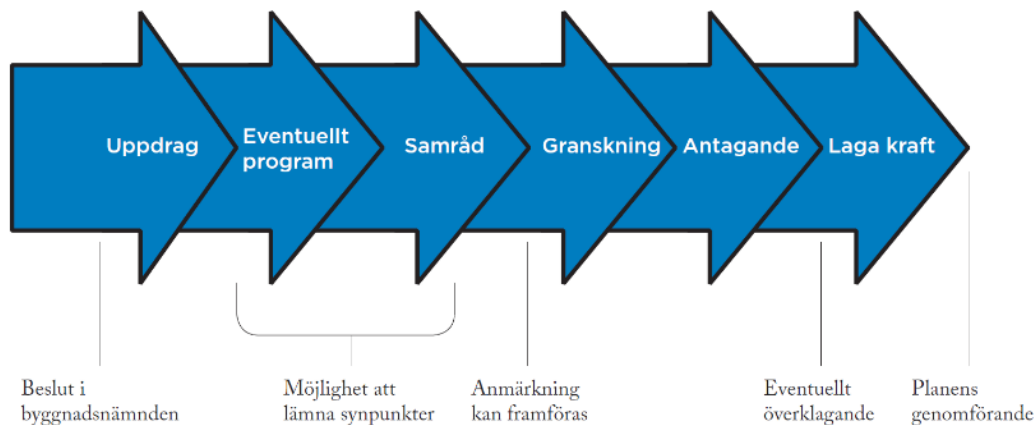 Uppdrag
Eventuellt
program
Samråd
Granskning
Antagande
Laga kraft
Beslut i
byggnadsnämnden
Möjlighet att
lämna synpunkter
Anmärkning
kan framföras
Eventuellt
överklagande
Planens
genomförande